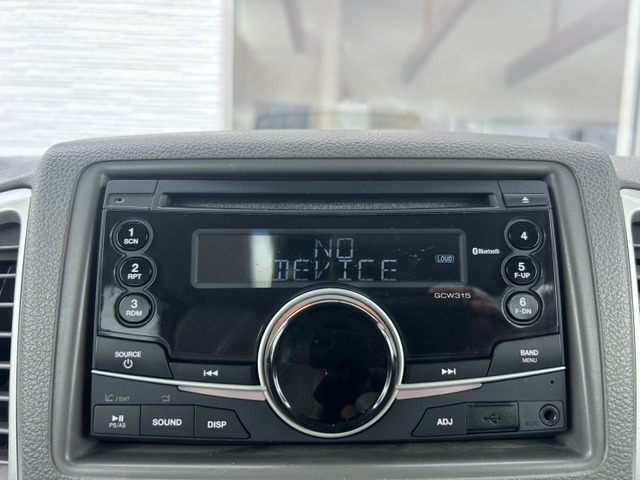 NO
DEVICE
LOUD
Bluetooth
GCW315
1
SCN
2
RPT
3
RDM
4
5
F-UP
6
F-DN
SOURCE
BAND
MENU
/ENT
PS/AS
SOUND
DISP
ADJ
AUX